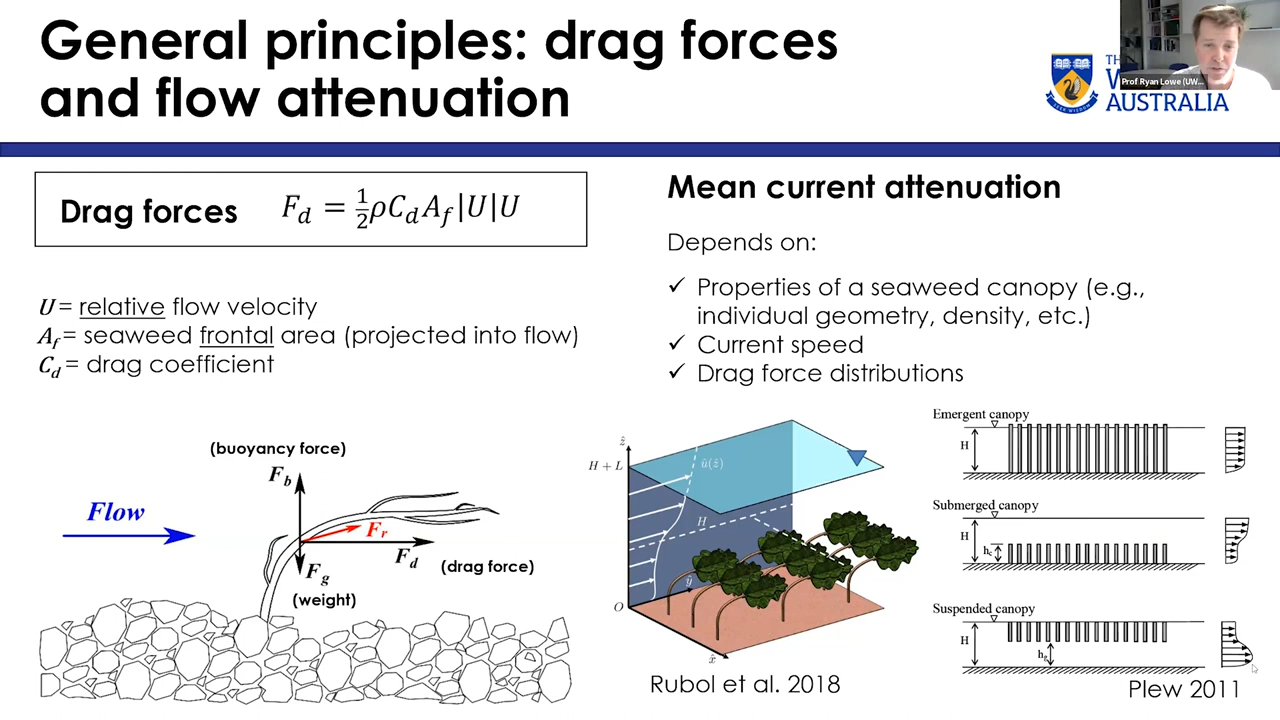 General principles: drag forces
and flow attenuation
Prof Ryan Lowe (UW...
AUSTRALIA
Drag forces F_d = ½ρC_d A_f|U|U
U = relative flow velocity
A_f = seaweed frontal area (projected into flow)
C_d = drag coefficient
(buoyancy force)
F_b
Flow
F_r
F_d (drag force)
F_g
(weight)
Mean current attenuation
Depends on:
✓ Properties of a seaweed canopy (e.g.,
individual geometry, density, etc.)
✓ Current speed
✓ Drag force distributions
ẑ
H + L
û(ẑ)
H
ŷ
O
x̂
Rubol et al. 2018
Emergent canopy
H
Submerged canopy
H
h_c
Suspended canopy
H
h_g
Plew 2011